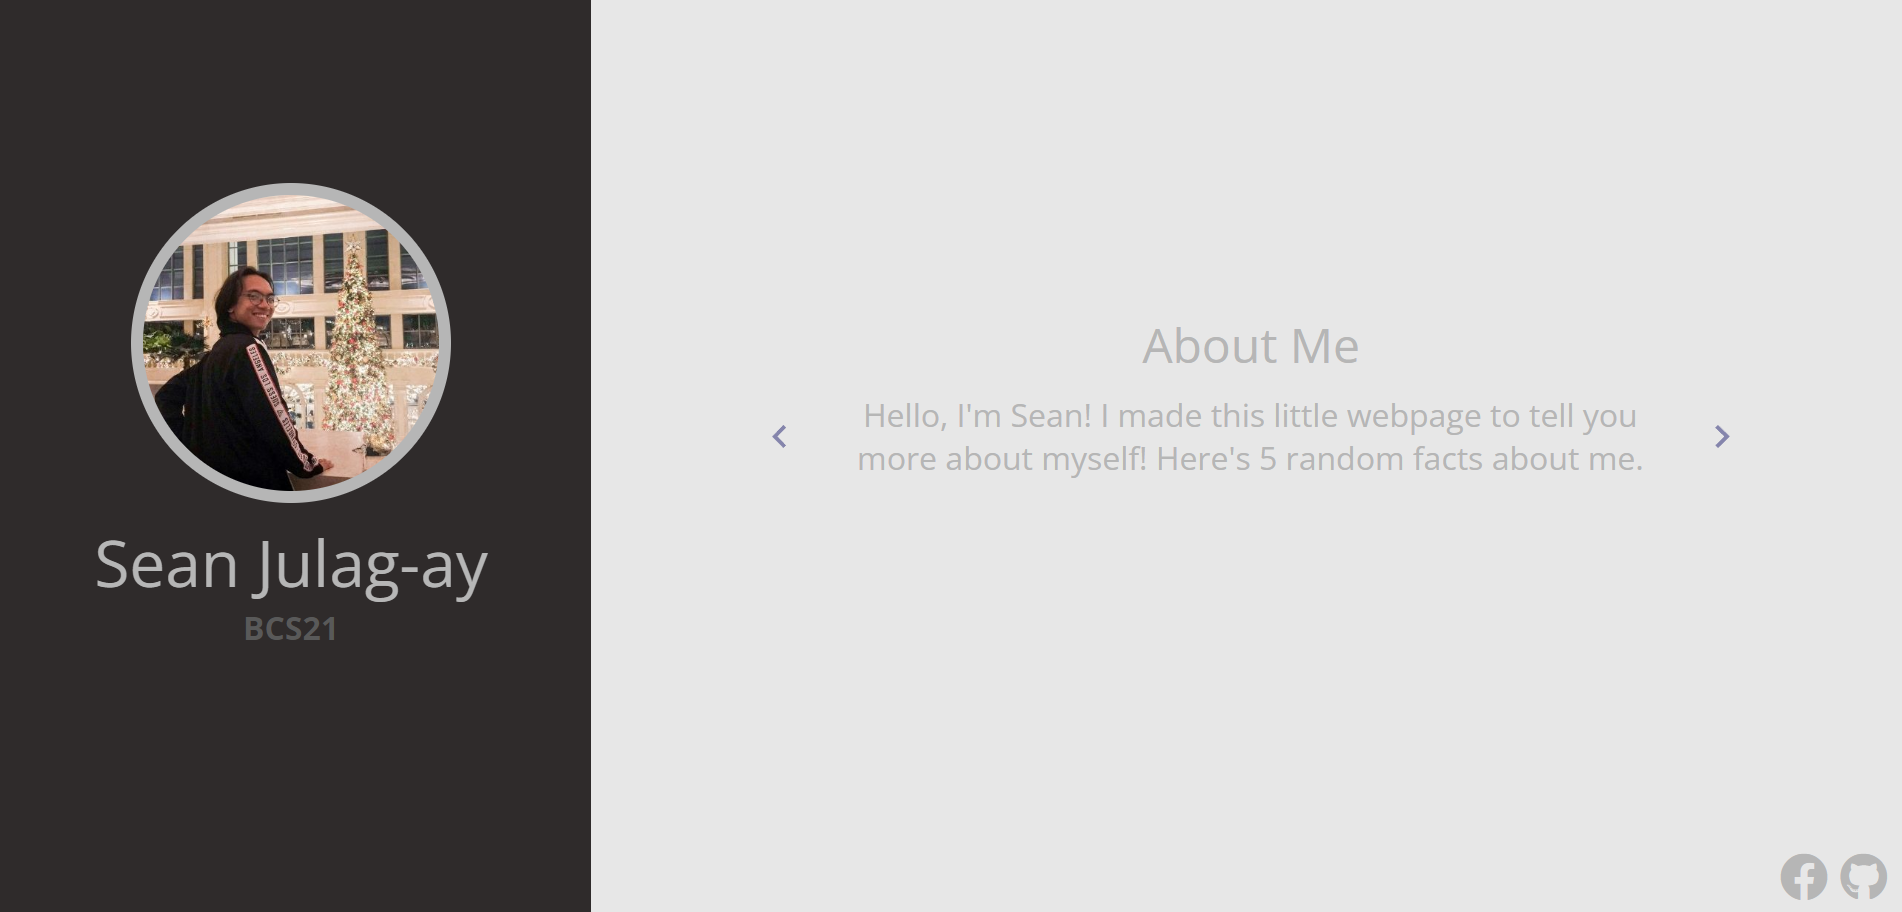 Sean Julag-ay
BCS21
About Me
Hello, I'm Sean! I made this little webpage to tell you
more about myself! Here's 5 random facts about me.